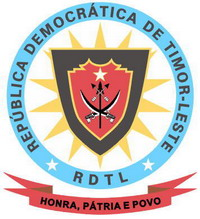 REPÚBLICA DEMOCRÁTICA DE TIMOR-LESTE
RDTL
HONRA, PÁTRIA E POVO